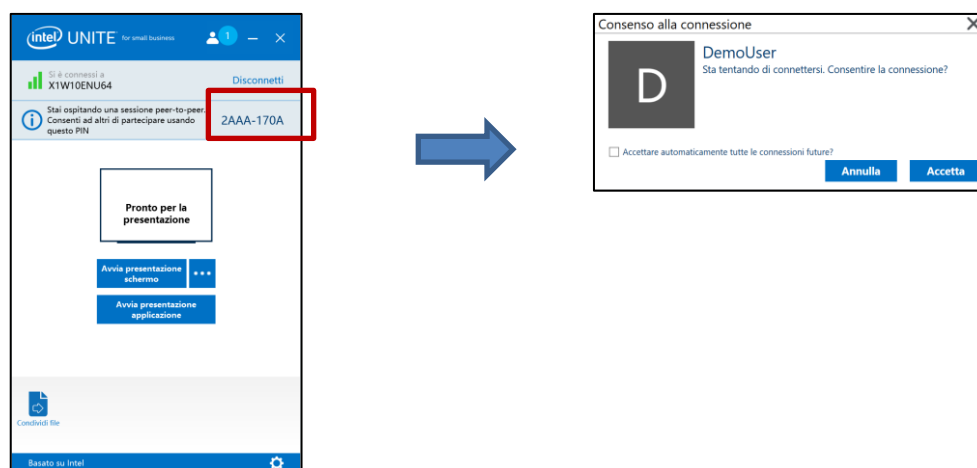 intel UNITE for small business 1
Si è connessi a
X1W10ENU64
Disconnetti
Stai ospitando una sessione peer-to-peer.
Consenti ad altri di partecipare usando
questo PIN
2AAA-170A
Pronto per la
presentazione
Avvia presentazione
schermo
Avvia presentazione
applicazione
Condividi file
Basato su Intel
Consenso alla connessione
D
DemoUser
Sta tentando di connettersi. Consentire la connessione?
Accettare automaticamente tutte le connessioni future?
Annulla
Accetta